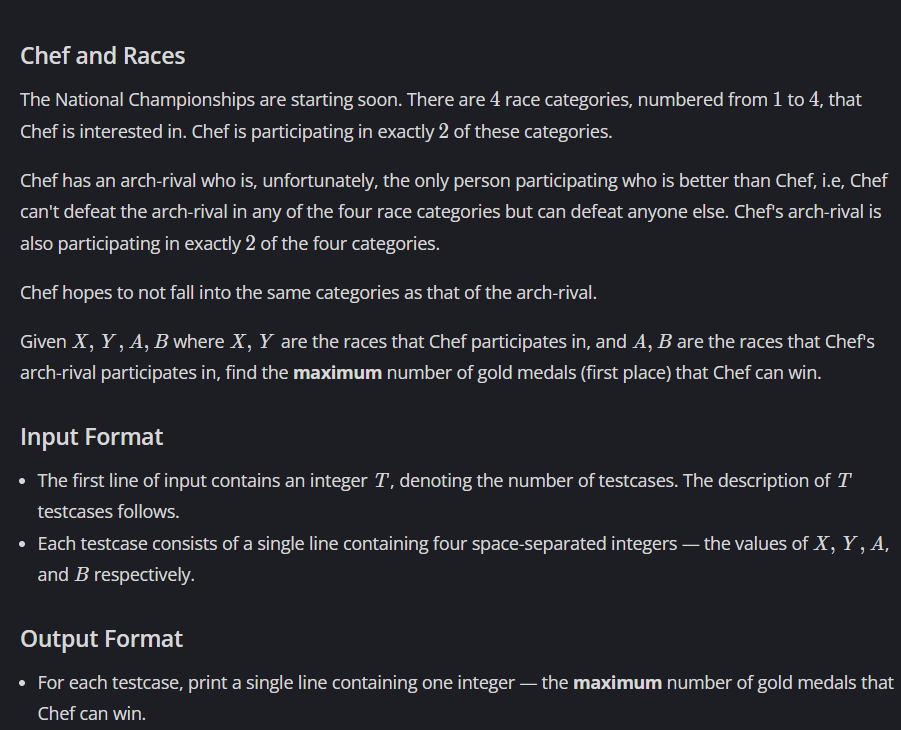 Chef and Races
The National Championships are starting soon. There are 4 race categories, numbered from 1 to 4, that
Chef is interested in. Chef is participating in exactly 2 of these categories.
Chef has an arch-rival who is, unfortunately, the only person participating who is better than Chef, i.e, Chef
can't defeat the arch-rival in any of the four race categories but can defeat anyone else. Chef's arch-rival is
also participating in exactly 2 of the four categories.
Chef hopes to not fall into the same categories as that of the arch-rival.
Given X, Y, A, B where X, Y are the races that Chef participates in, and A, B are the races that Chef's
arch-rival participates in, find the maximum number of gold medals (first place) that Chef can win.
Input Format
• The first line of input contains an integer T, denoting the number of testcases. The description of T
testcases follows.
• Each testcase consists of a single line containing four space-separated integers — the values of X, Y, A,
and B respectively.
Output Format
• For each testcase, print a single line containing one integer — the maximum number of gold medals that
Chef can win.